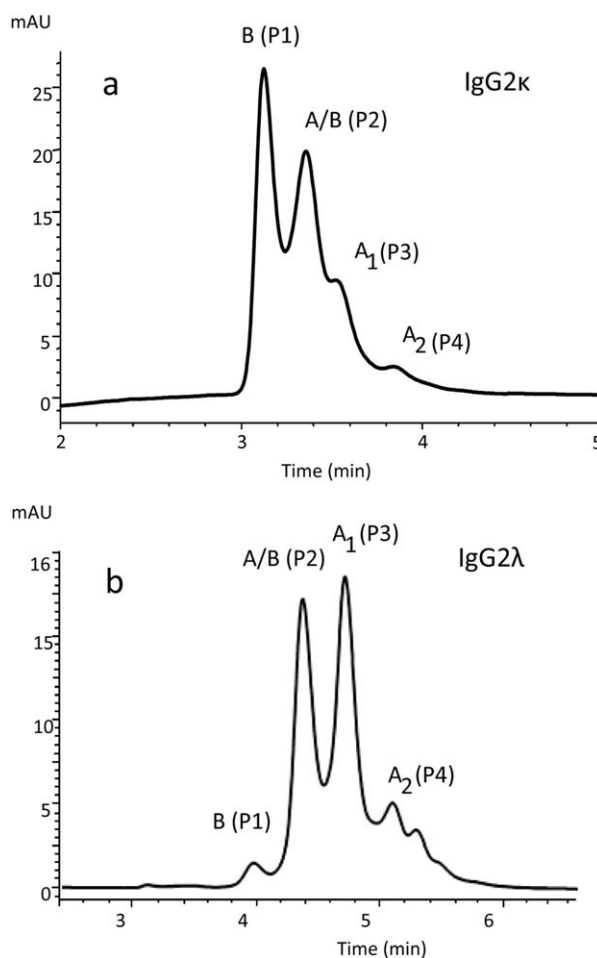 mAU
B (P1)
a
IgG2κ
A/B (P2)
A1 (P3)
A2 (P4)
25
20
15
10
5
0
2 3 4 5
Time (min)
mAU
A1 (P3)
A/B (P2)
IgG2λ
b
A2 (P4)
B (P1)
16
15
10
5
0
3 4 5 6
Time (min)